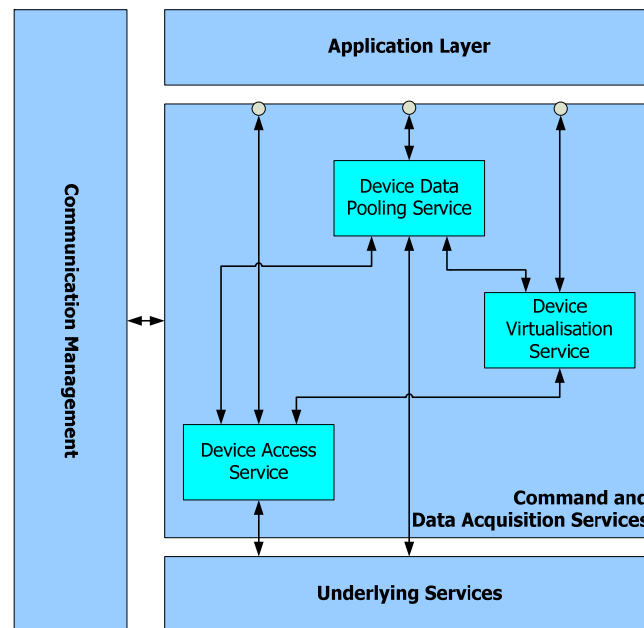 Application Layer
Communication Management
Device Data
Pooling Service
Device
Virtualisation
Service
Device Access
Service
Command and
Data Acquisition Services
Underlying Services